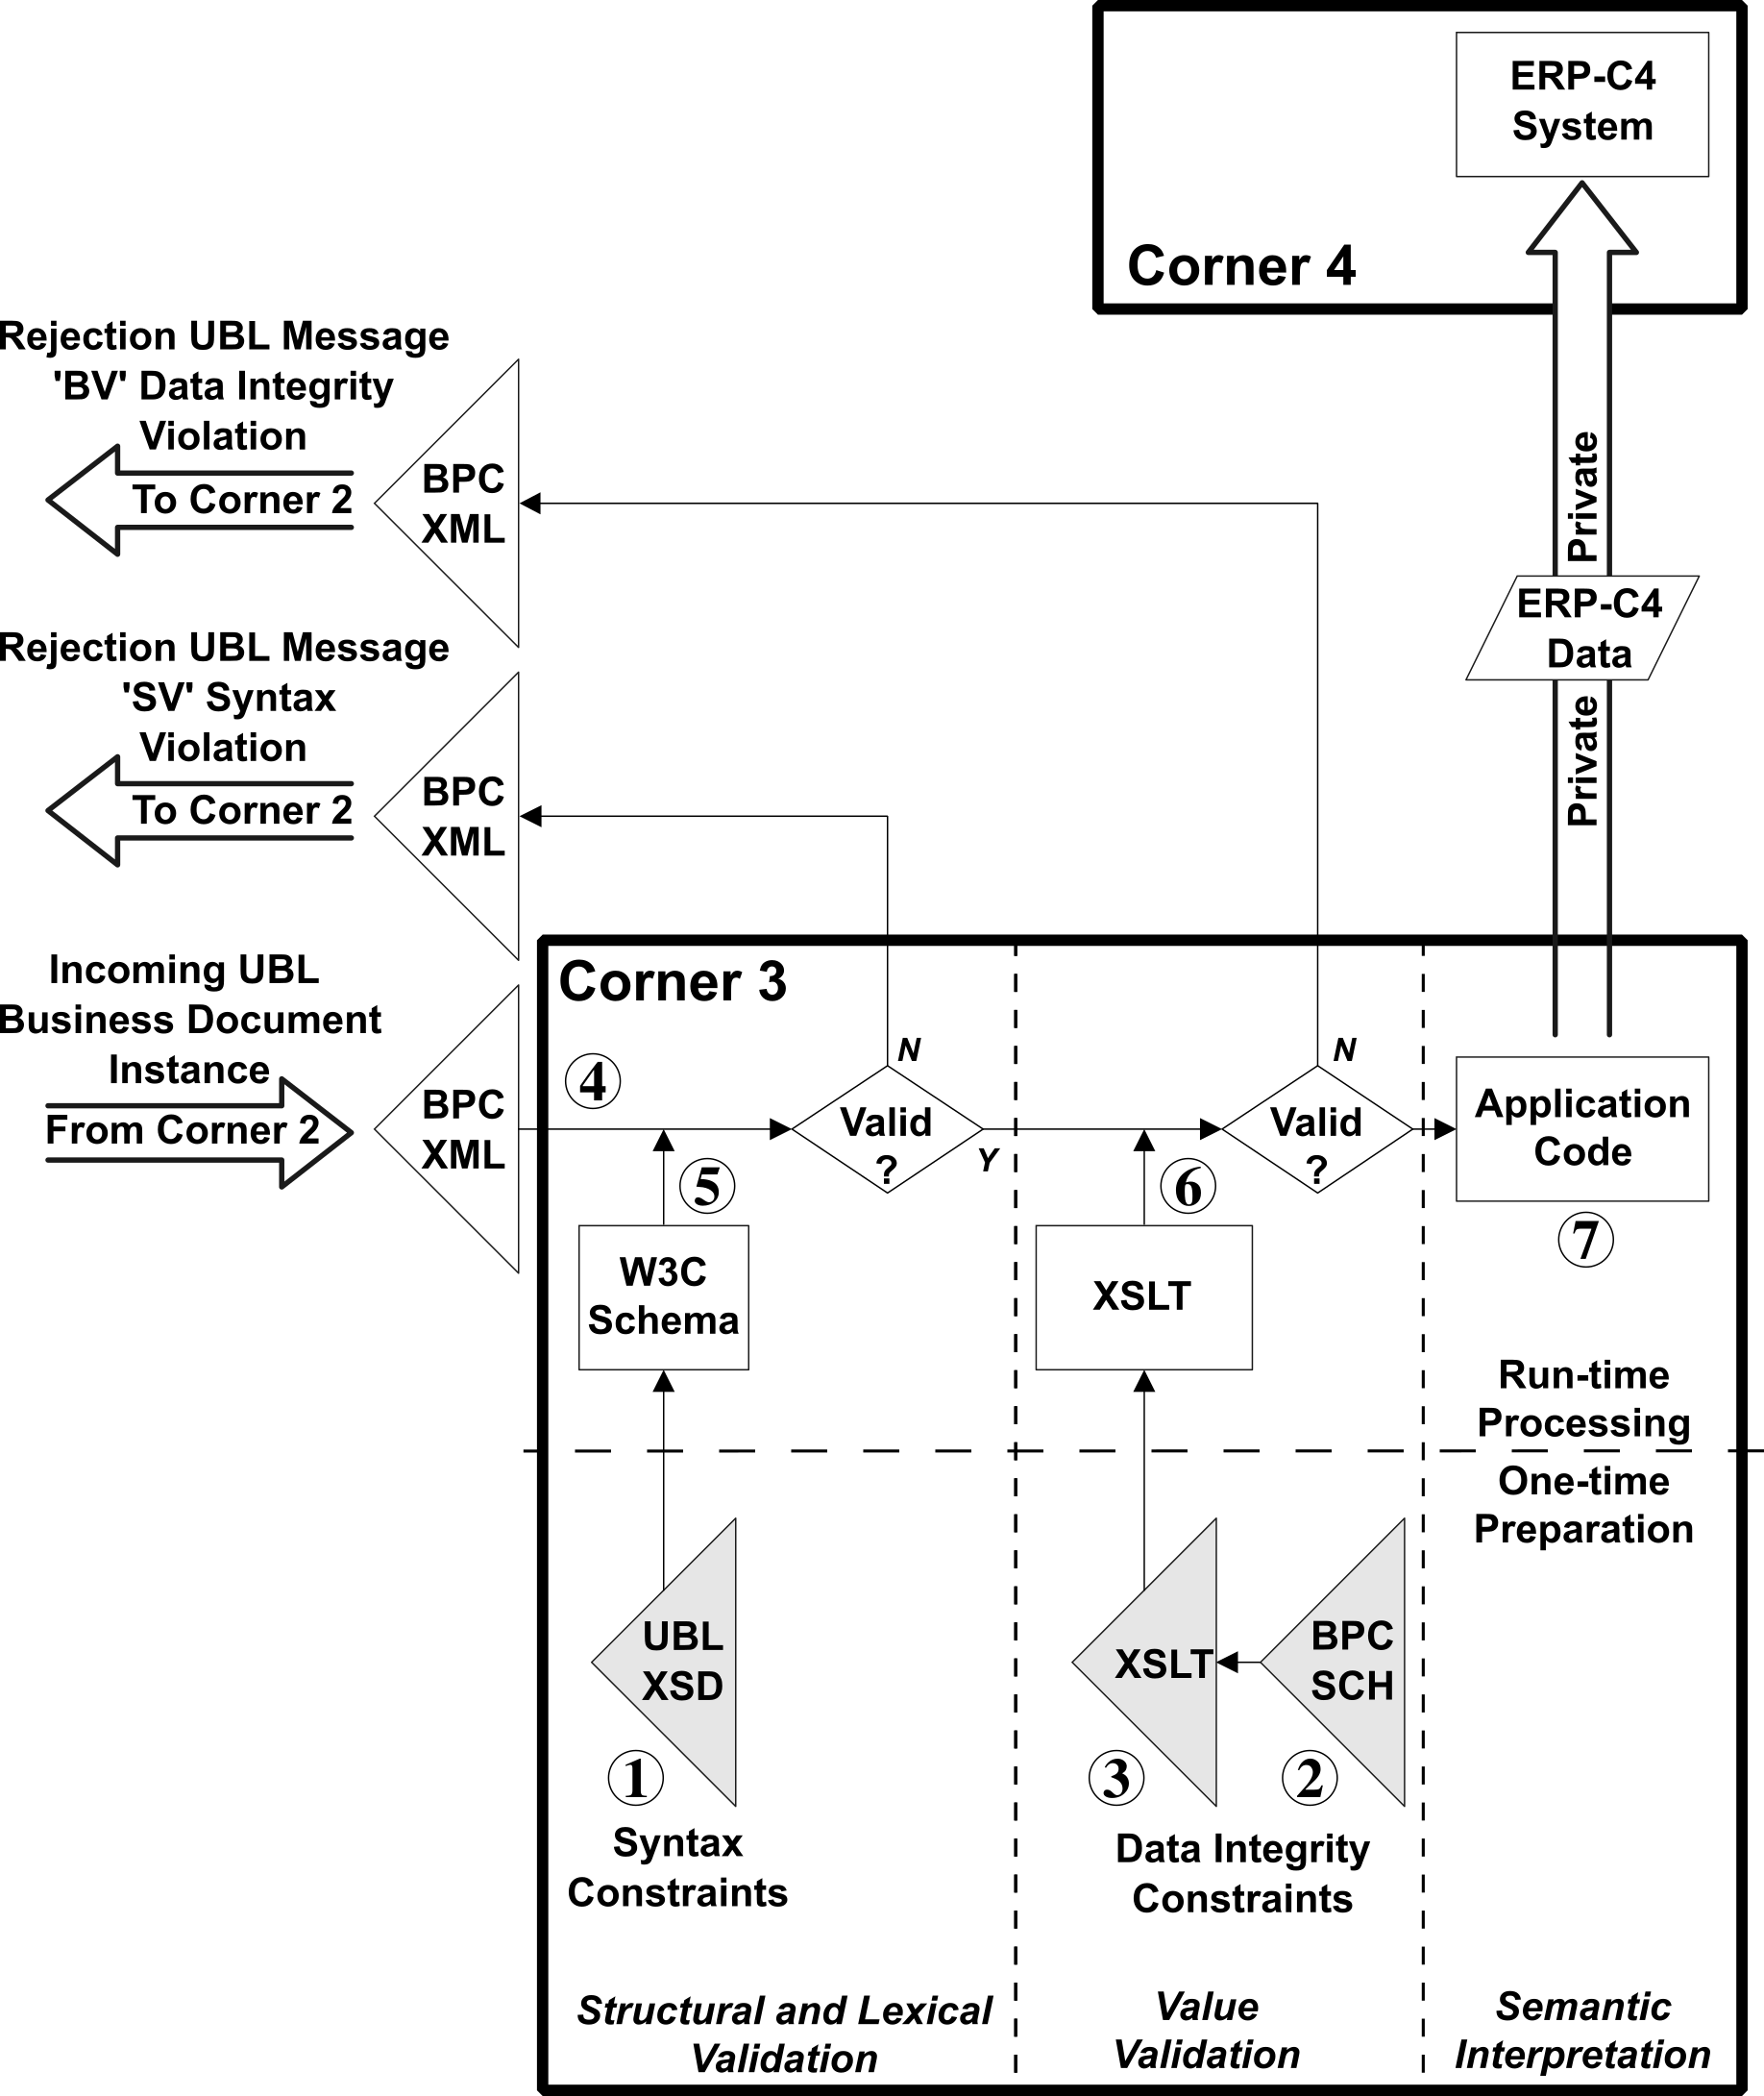 ERP-C4
System
Corner 4
Rejection UBL Message
'BV' Data Integrity
Violation
To Corner 2
BPC
XML
Private
ERP-C4
Data
Private
Rejection UBL Message
'SV' Syntax
Violation
To Corner 2
BPC
XML
Incoming UBL
Business Document
Instance
From Corner 2
BPC
XML
Corner 3
4
N
Valid
?
Y
5
W3C
Schema
N
Valid
?
6
XSLT
Application
Code
7
Run-time
Processing
One-time
Preparation
UBL
XSD
1
Syntax
Constraints
XSLT
3
BPC
SCH
2
Data Integrity
Constraints
Structural and Lexical
Validation
Value
Validation
Semantic
Interpretation